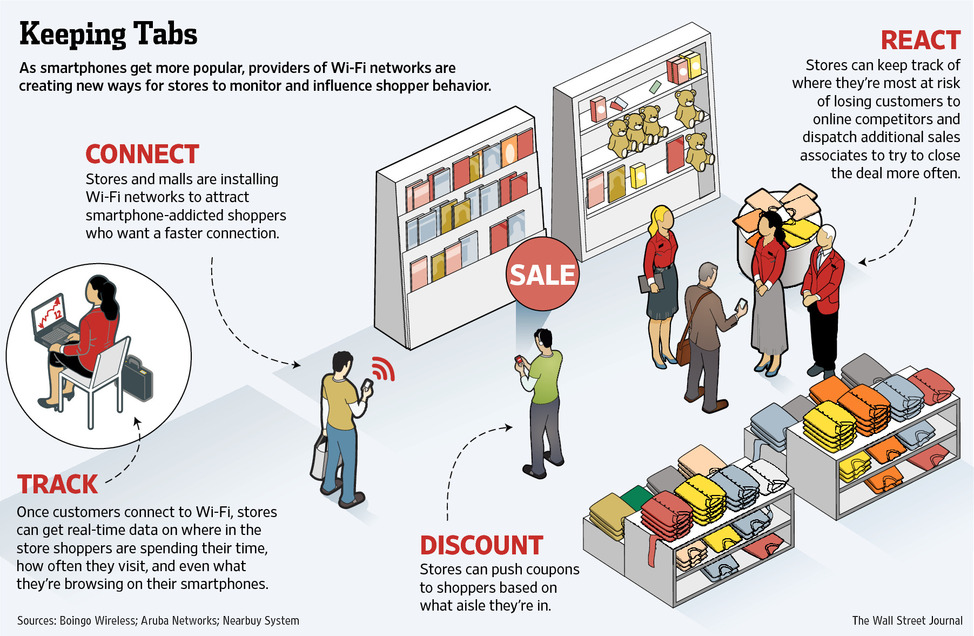 Keeping Tabs
As smartphones get more popular, providers of Wi-Fi networks are
creating new ways for stores to monitor and influence shopper behavior.
CONNECT
Stores and malls are installing
Wi-Fi networks to attract
smartphone-addicted shoppers
who want a faster connection.
REACT
Stores can keep track of
where they’re most at risk
of losing customers to
online competitors and
dispatch additional sales
associates to try to close
the deal more often.
SALE
12
TRACK
Once customers connect to Wi-Fi, stores
can get real-time data on where in the
store shoppers are spending their time,
how often they visit, and even what
they’re browsing on their smartphones.
DISCOUNT
Stores can push coupons
to shoppers based on
what aisle they’re in.
Sources: Boingo Wireless; Aruba Networks; Nearbuy System
The Wall Street Journal